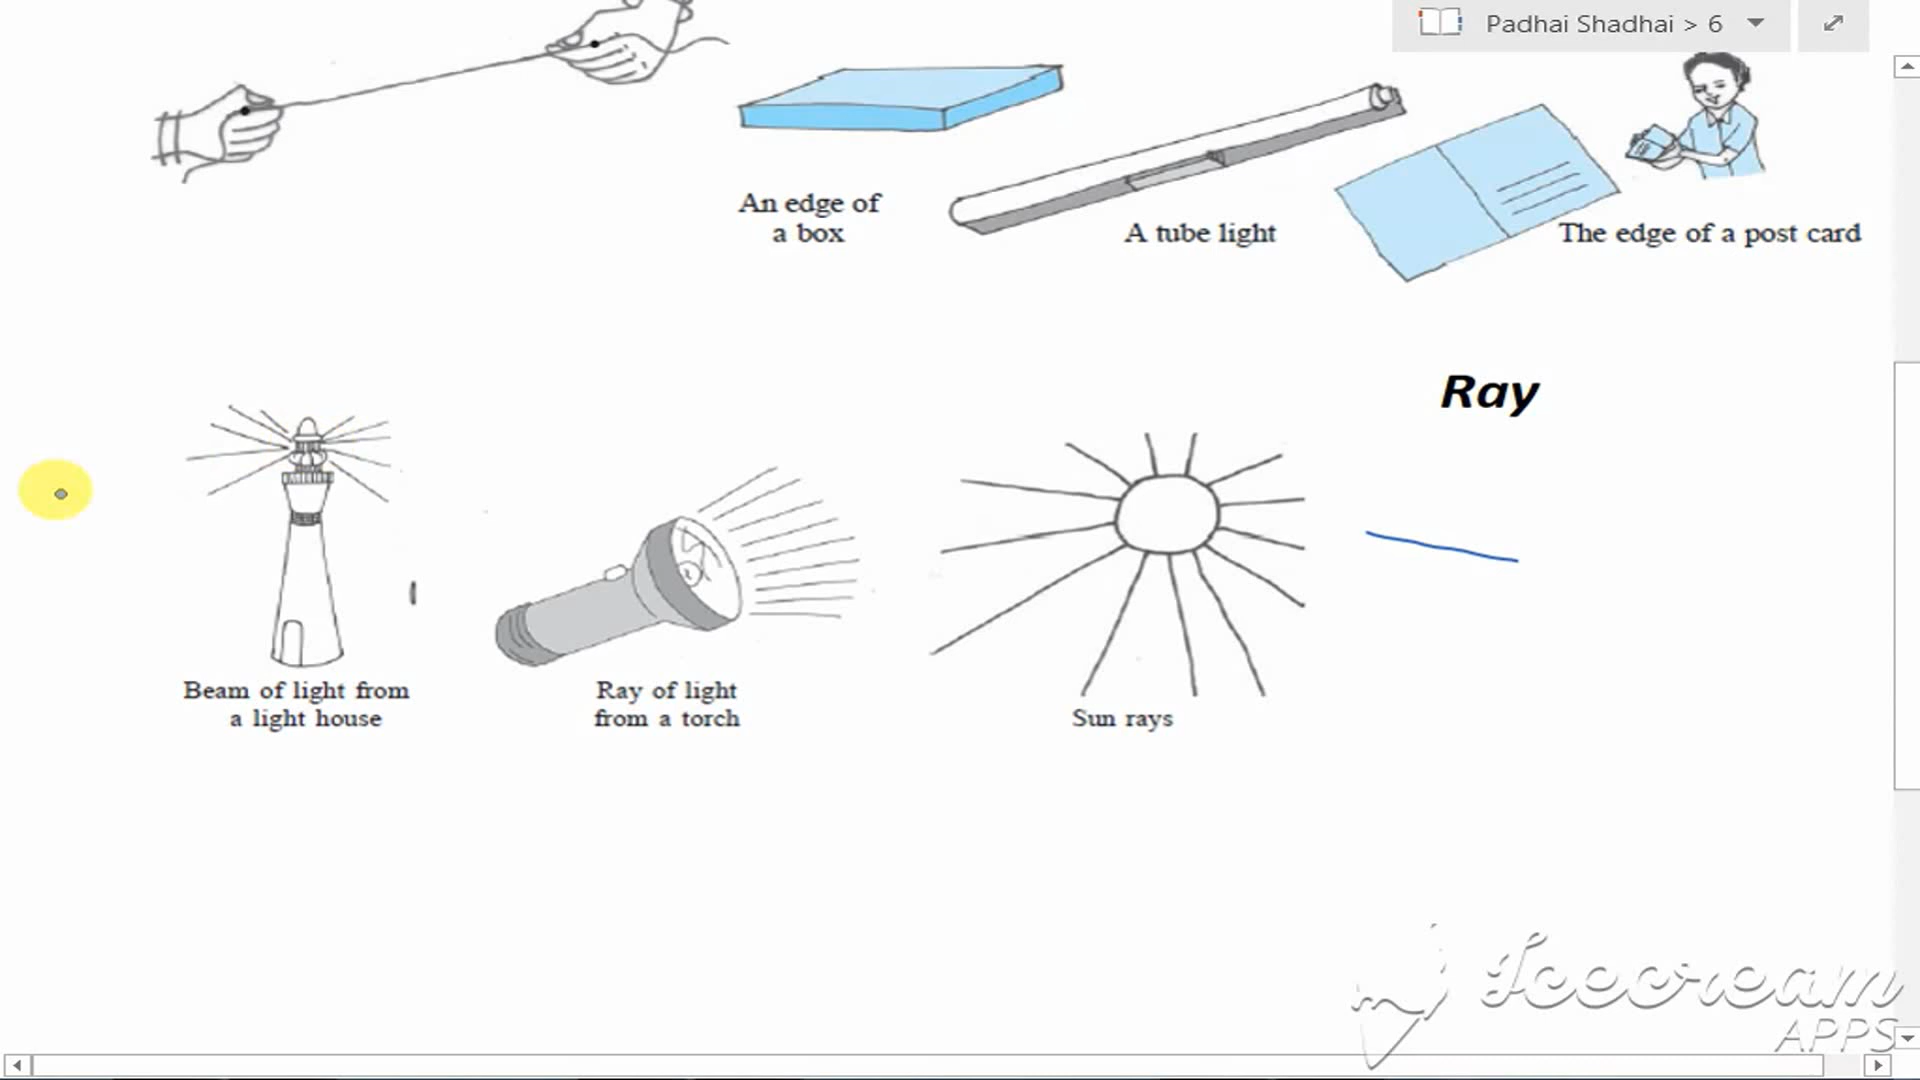 Padhai Shadhai > 6
An edge of
a box
A tube light
The edge of a post card
Ray
Beam of light from
a light house
Ray of light
from a torch
Sun rays
Icecream
APPS